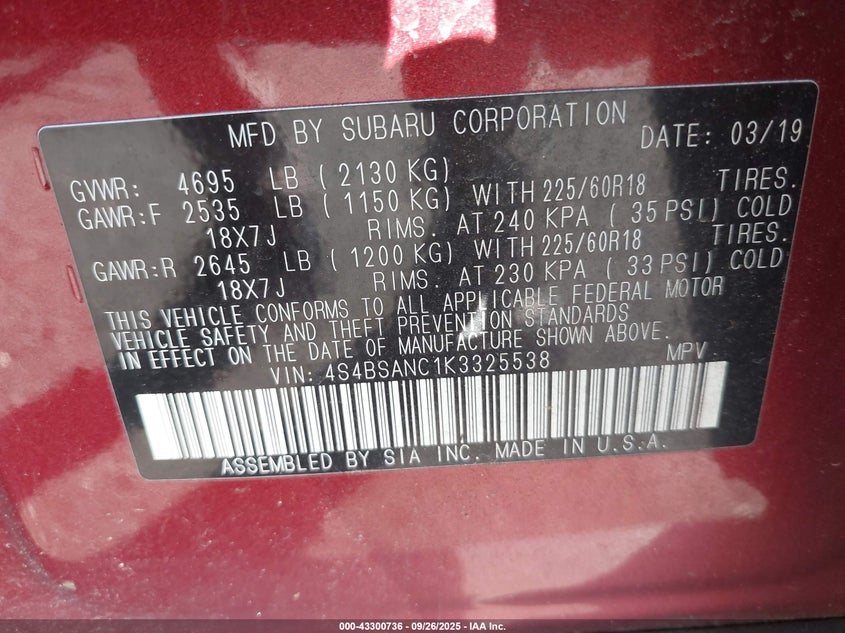 MFD BY SUBARU CORPORATION DATE: 03/19
GVWR: 4695 LB ( 2130 KG)
GAWR:F 2535 LB ( 1150 KG) WITH 225/60R18 TIRES.
18X7J RIMS. AT 240 KPA ( 35 PSI) COLD
GAWR:R 2645 LB ( 1200 KG) WITH 225/60R18 TIRES.
18X7J RIMS. AT 230 KPA ( 33 PSI) COLD
THIS VEHICLE CONFORMS TO ALL APPLICABLE FEDERAL MOTOR
VEHICLE SAFETY AND THEFT PREVENTION STANDARDS
IN EFFECT ON THE DATE OF MANUFACTURE SHOWN ABOVE.
VIN: 4S4BSANC1K3325538 MPV
ASSEMBLED BY SIA INC. MADE IN U.S.A.
000-43300736 - 09/26/2025 - IAA Inc.